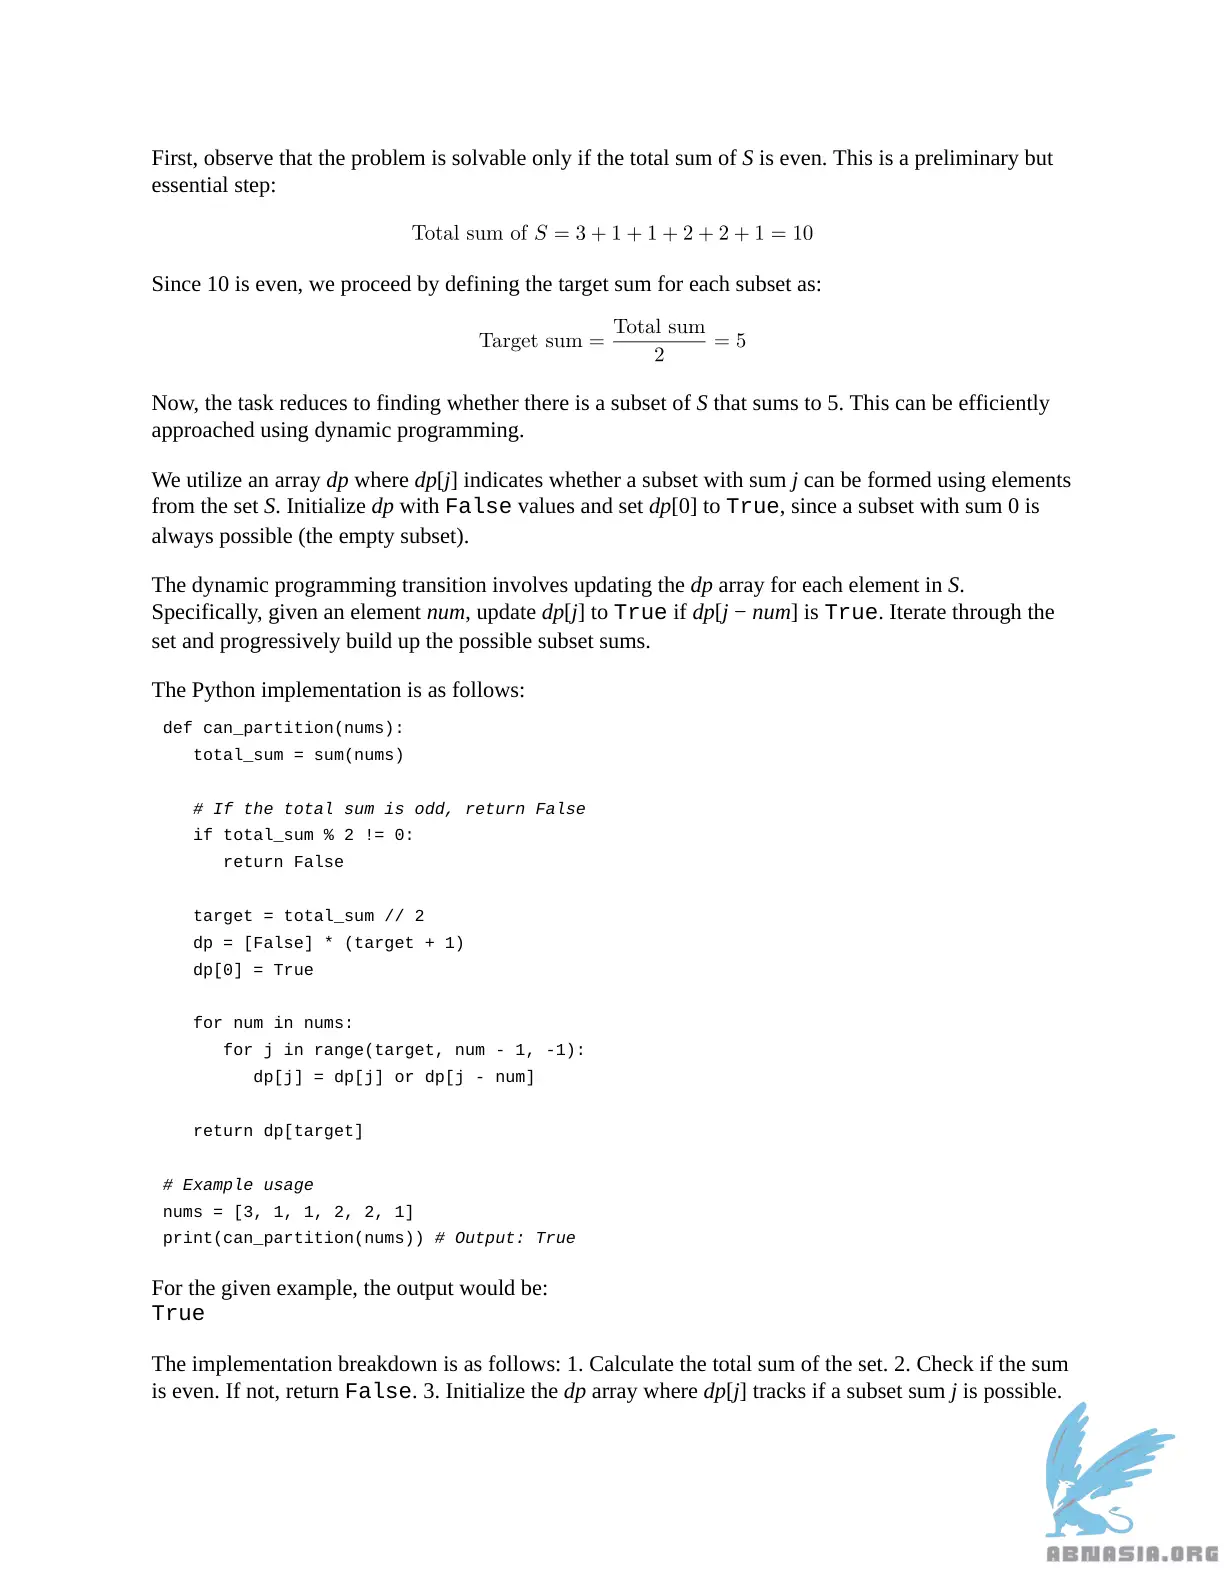 First, observe that the problem is solvable only if the total sum of S is even. This is a preliminary but
essential step:
Total sum of S = 3 + 1 + 1 + 2 + 2 + 1 = 10
Since 10 is even, we proceed by defining the target sum for each subset as:
Target sum = Total sum / 2 = 5
Now, the task reduces to finding whether there is a subset of S that sums to 5. This can be efficiently
approached using dynamic programming.
We utilize an array dp where dp[j] indicates whether a subset with sum j can be formed using elements
from the set S. Initialize dp with False values and set dp[0] to True, since a subset with sum 0 is
always possible (the empty subset).
The dynamic programming transition involves updating the dp array for each element in S.
Specifically, given an element num, update dp[j] to True if dp[j − num] is True. Iterate through the
set and progressively build up the possible subset sums.
The Python implementation is as follows:
def can_partition(nums):
   total_sum = sum(nums)
   # If the total sum is odd, return False
   if total_sum % 2 != 0:
      return False
   target = total_sum // 2
   dp = [False] * (target + 1)
   dp[0] = True
   for num in nums:
      for j in range(target, num - 1, -1):
         dp[j] = dp[j] or dp[j - num]
   return dp[target]
# Example usage
nums = [3, 1, 1, 2, 2, 1]
print(can_partition(nums)) # Output: True
For the given example, the output would be:
True
The implementation breakdown is as follows: 1. Calculate the total sum of the set. 2. Check if the sum
is even. If not, return False. 3. Initialize the dp array where dp[j] tracks if a subset sum j is possible.
ABNASIA.ORG